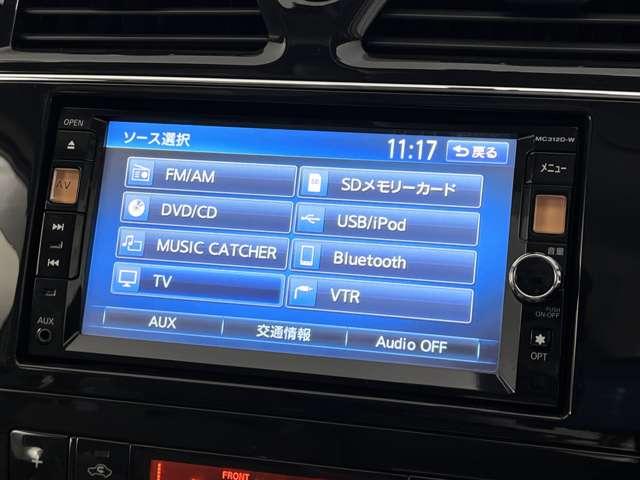 OPEN
MC312D-W
ソース選択
11:17
戻る
メニュー
AV
FM/AM
SDメモリーカード
DVD/CD
USB/iPod
MUSIC CATCHER
Bluetooth
TV
VTR
音量
PUSH
ON·OFF
AUX
交通情報
Audio OFF
AUX
OPT
FRONT